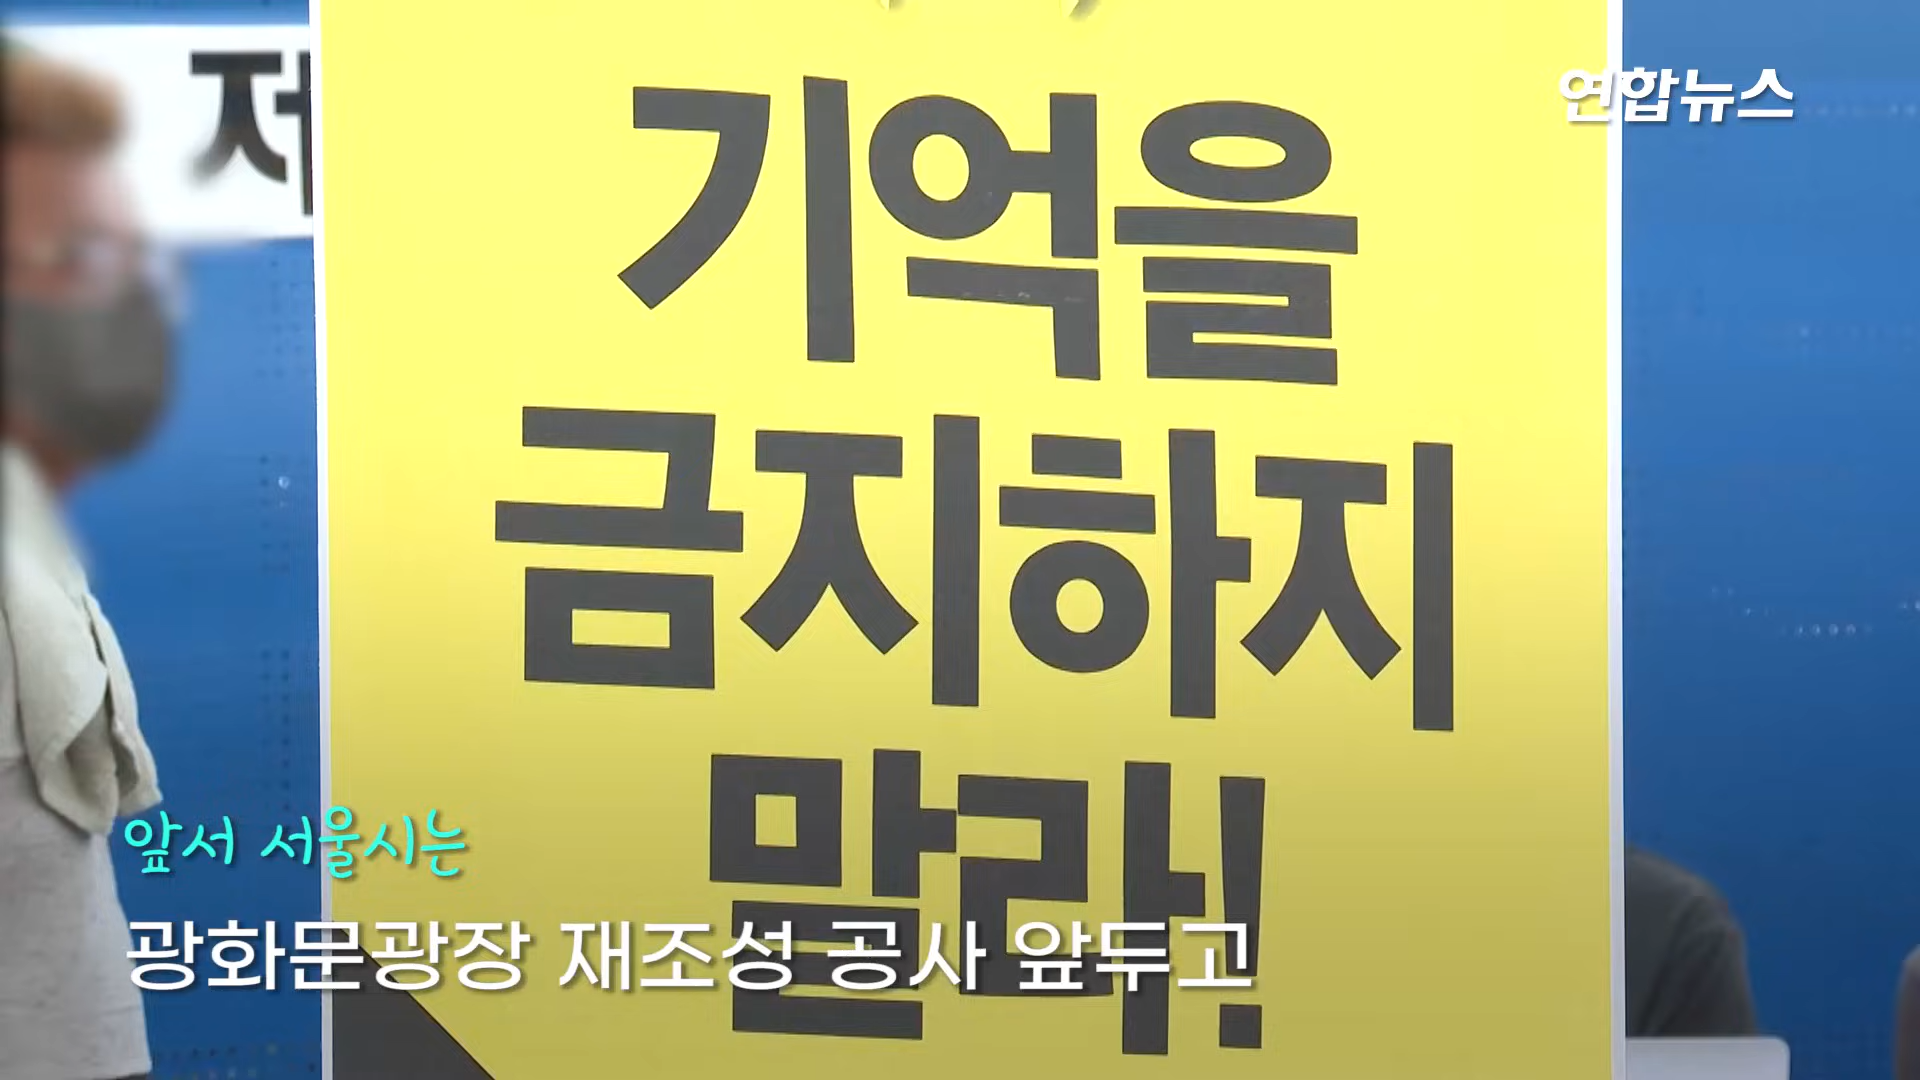 연합뉴스
기억을
금지하지
말라!
앞서 서울시는
광화문광장 재조성 공사 앞두고